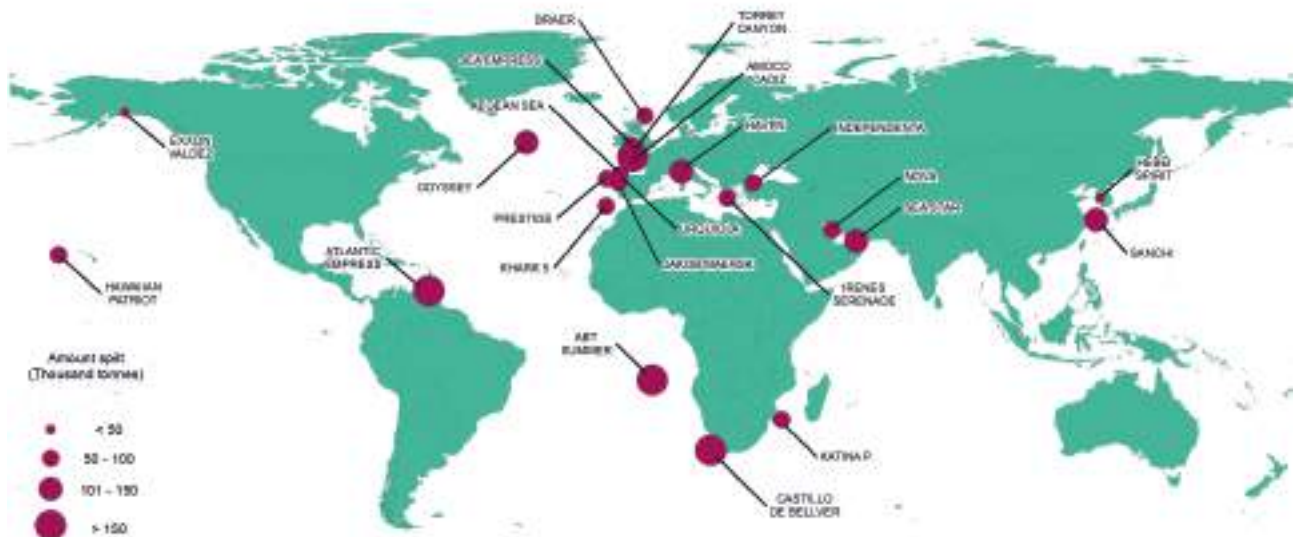 BRAER
TORREY
CANYON
SEA EMPRESS
AMOCO
CADIZ
AEGEAN SEA
HAVEN
INDEPENDENTA
EXXON
VALDEZ
ODYSSEY
NOVA
HEBEI
SPIRIT
SEA STAR
PRESTIGE
URQUIOLA
SANCHI
ATLANTIC
EMPRESS
KHARK 5
JAKOB MAERSK
HAWAIIAN
PATRIOT
IRENES
SERENADE
ABT
SUMMER
Amount spilt
(Thousand tonnes)
< 50
50 - 100
101 - 150
> 150
KATINA P
CASTILLO
DE BELLVER